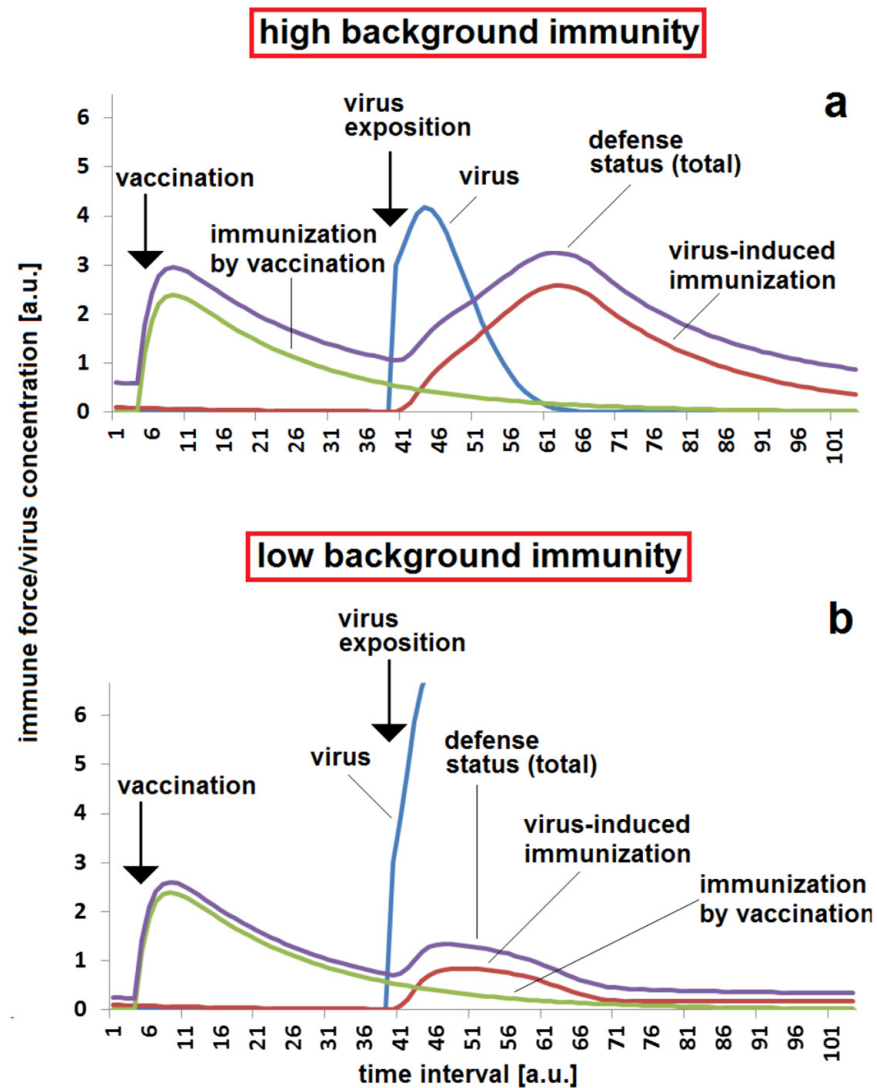 high background immunity
a
virus
exposition
defense
status (total)
vaccination
virus
immunization
by vaccination
virus-induced
immunization
6
5
4
3
2
1
0
1
6
11
16
21
26
31
36
41
46
51
56
61
66
71
76
81
86
91
96
101
immune force/virus concentration [a.u.]
low background immunity
b
virus
exposition
defense
status (total)
virus
vaccination
virus-induced
immunization
immunization
by vaccination
6
5
4
3
2
1
0
1
6
11
16
21
26
31
36
41
46
51
56
61
66
71
76
81
86
91
96
101
time interval [a.u.]